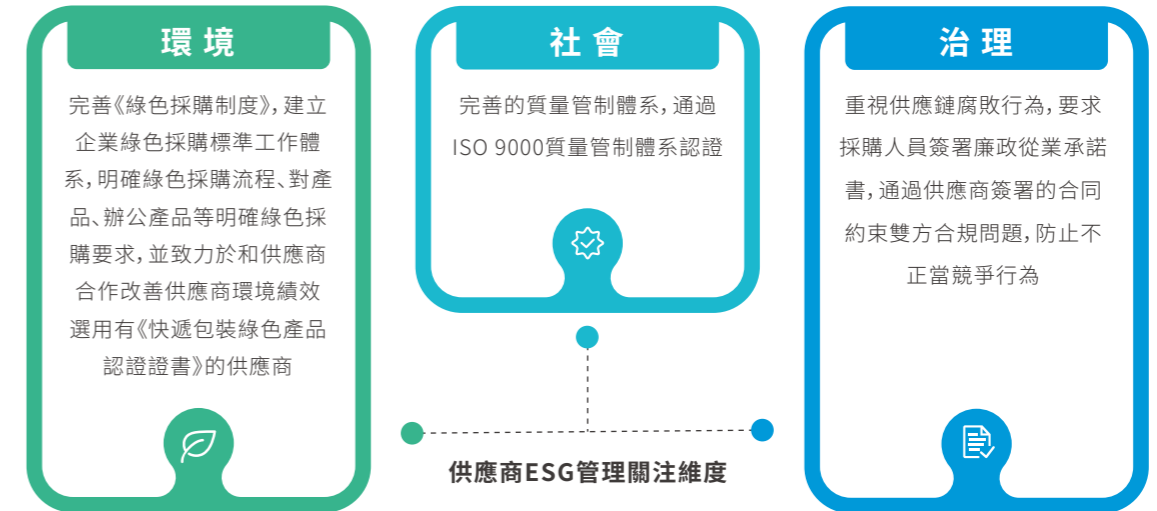 環境
完善《綠色採購制度》，建立
企業綠色採購標準工作體
系，明確綠色採購流程、對產
品、辦公產品等明確綠色採
購要求，並致力於和供應商
合作改善供應商環境績效
選用有《快遞包裝綠色產品
認證證書》的供應商
社會
完善的質量管制體系，通過
ISO 9000質量管制體系認證
治理
重視供應鏈腐敗行為，要求
採購人員簽署廉政從業承諾
書，通過供應商簽署的合同
約束雙方合規問題，防止不
正當競爭行為
供應商ESG管理關注維度